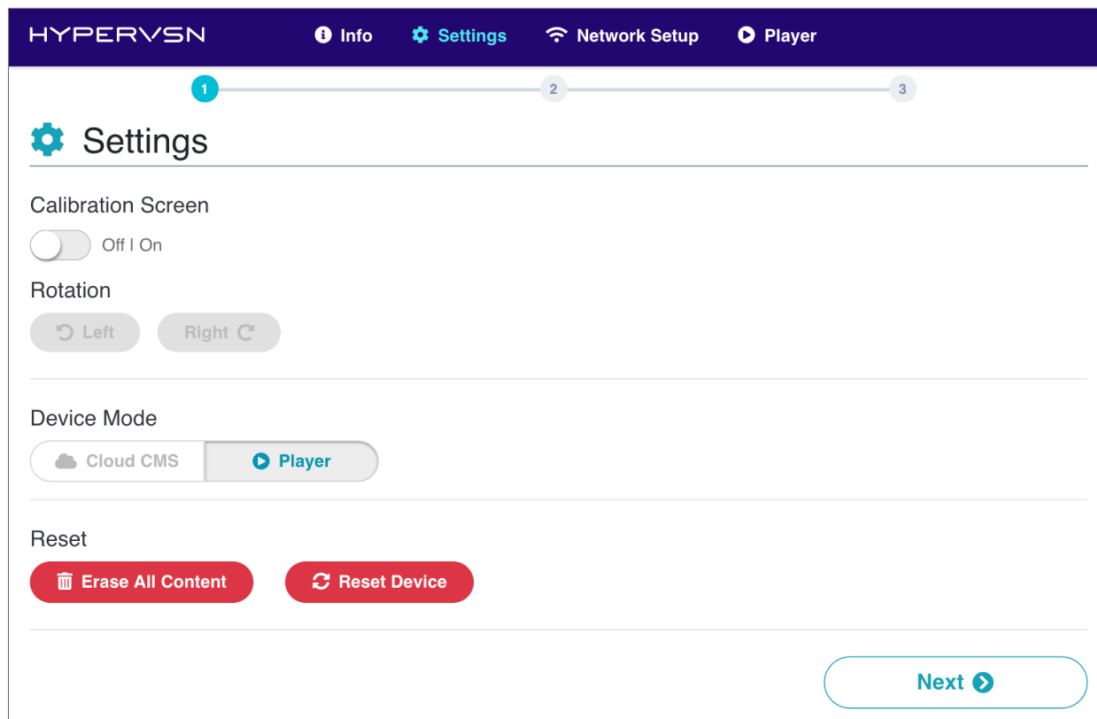 HYPERVSN Info Settings Network Setup Player
1 2 3
Settings
Calibration Screen
Off | On
Rotation
Left Right
Device Mode
Cloud CMS Player
Reset
Erase All Content Reset Device
Next